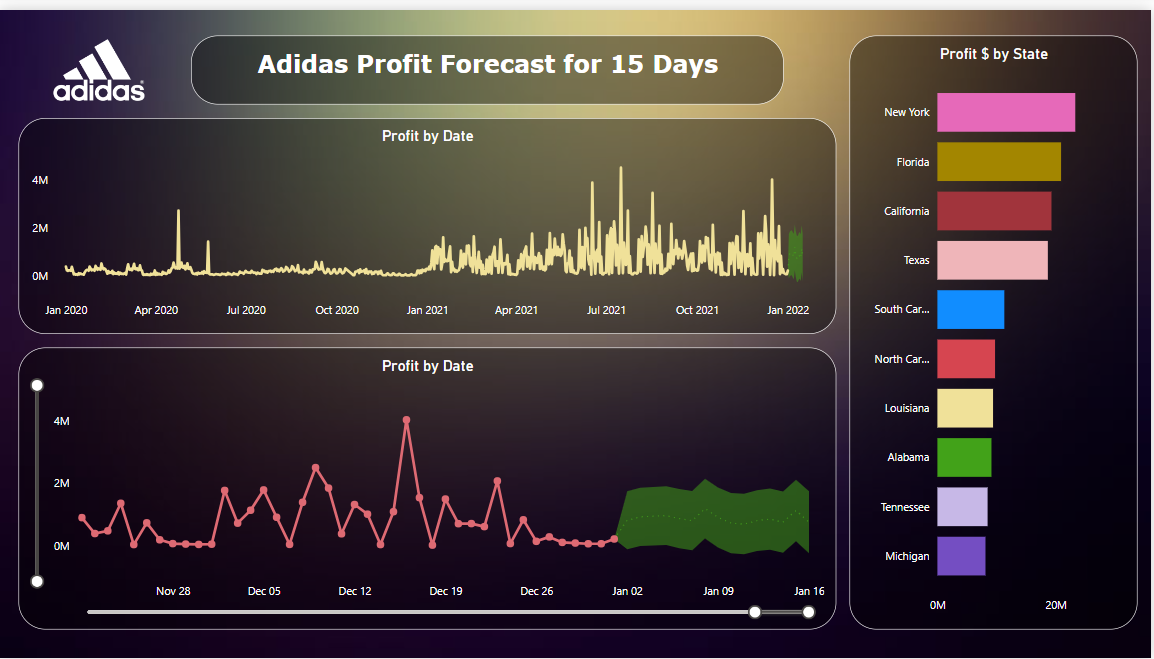 adidas
Adidas Profit Forecast for 15 Days
Profit by Date
4M
2M
0M
Jan 2020 Apr 2020 Jul 2020 Oct 2020 Jan 2021 Apr 2021 Jul 2021 Oct 2021 Jan 2022
Profit by Date
4M
2M
0M
Nov 28 Dec 05 Dec 12 Dec 19 Dec 26 Jan 02 Jan 09 Jan 16
Profit $ by State
New York
Florida
California
Texas
South Car...
North Car...
Louisiana
Alabama
Tennessee
Michigan
0M 20M